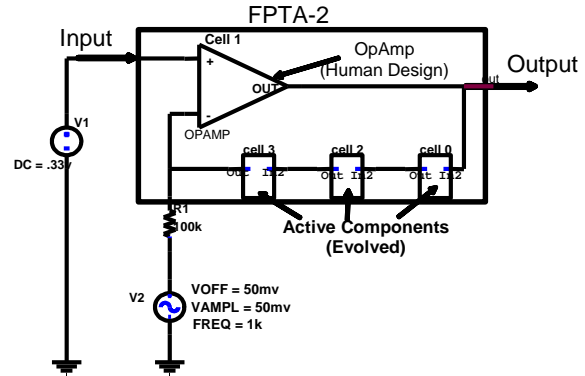 FPTA-2
Input
Cell 1
OpAmp
(Human Design)
Output
+
OUT
out
-
OPAMP
V1
DC = .33v
cell 3
cell 2
cell 0
Out In2
Out In2
Out In2
R1
100k
Active Components
(Evolved)
V2
VOFF = 50mv
VAMPL = 50mv
FREQ = 1k